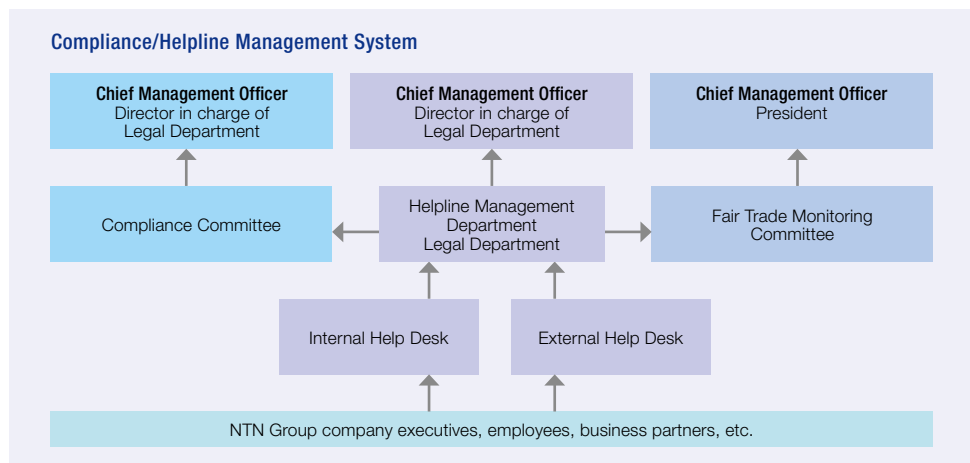 Compliance/Helpline Management System
Chief Management Officer
Director in charge of
Legal Department
Chief Management Officer
Director in charge of
Legal Department
Chief Management Officer
President
Compliance Committee
Helpline Management
Department
Legal Department
Fair Trade Monitoring
Committee
Internal Help Desk
External Help Desk
NTN Group company executives, employees, business partners, etc.